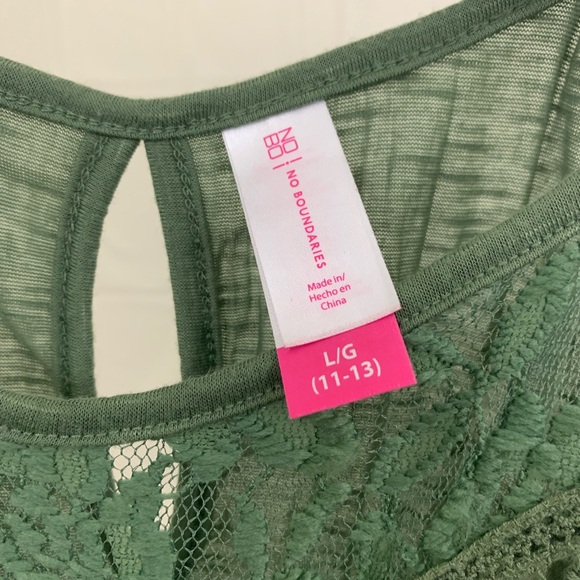 NO
BO
NO BOUNDARIES
Made in/
Hecho en
China
L/G
(11-13)